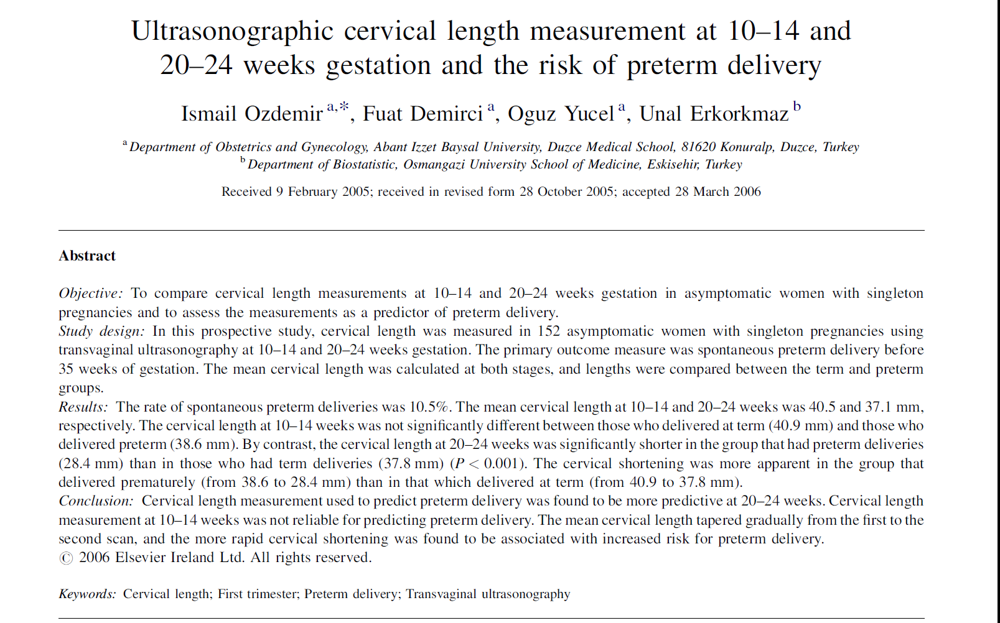 Ultrasonographic cervical length measurement at 10–14 and
20–24 weeks gestation and the risk of preterm delivery
Ismail Ozdemir a,*, Fuat Demirci a, Oguz Yucel a, Unal Erkorkmaz b
a Department of Obstetrics and Gynecology, Abant Izzet Baysal University, Duzce Medical School, 81620 Konuralp, Duzce, Turkey
b Department of Biostatistic, Osmangazi University School of Medicine, Eskisehir, Turkey
Received 9 February 2005; received in revised form 28 October 2005; accepted 28 March 2006
Abstract
Objective: To compare cervical length measurements at 10–14 and 20–24 weeks gestation in asymptomatic women with singleton
pregnancies and to assess the measurements as a predictor of preterm delivery.
Study design: In this prospective study, cervical length was measured in 152 asymptomatic women with singleton pregnancies using
transvaginal ultrasonography at 10–14 and 20–24 weeks gestation. The primary outcome measure was spontaneous preterm delivery before
35 weeks of gestation. The mean cervical length was calculated at both stages, and lengths were compared between the term and preterm
groups.
Results: The rate of spontaneous preterm deliveries was 10.5%. The mean cervical length at 10–14 and 20–24 weeks was 40.5 and 37.1 mm,
respectively. The cervical length at 10–14 weeks was not significantly different between those who delivered at term (40.9 mm) and those who
delivered preterm (38.6 mm). By contrast, the cervical length at 20–24 weeks was significantly shorter in the group that had preterm deliveries
(28.4 mm) than in those who had term deliveries (37.8 mm) (P < 0.001). The cervical shortening was more apparent in the group that
delivered prematurely (from 38.6 to 28.4 mm) than in that which delivered at term (from 40.9 to 37.8 mm).
Conclusion: Cervical length measurement used to predict preterm delivery was found to be more predictive at 20–24 weeks. Cervical length
measurement at 10–14 weeks was not reliable for predicting preterm delivery. The mean cervical length tapered gradually from the first to the
second scan, and the more rapid cervical shortening was found to be associated with increased risk for preterm delivery.
© 2006 Elsevier Ireland Ltd. All rights reserved.
Keywords: Cervical length; First trimester; Preterm delivery; Transvaginal ultrasonography